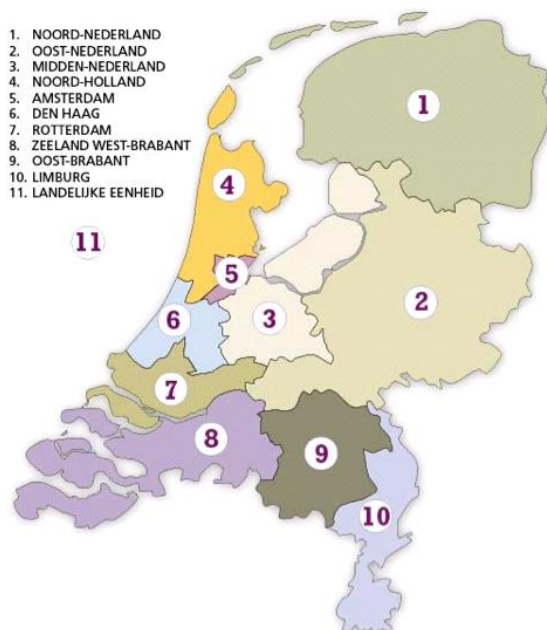 1. NOORD-NEDERLAND
2. OOST-NEDERLAND
3. MIDDEN-NEDERLAND
4. NOORD-HOLLAND
5. AMSTERDAM
6. DEN HAAG
7. ROTTERDAM
8. ZEELAND WEST-BRABANT
9. OOST-BRABANT
10. LIMBURG
11. LANDELIJKE EENHEID
1
4
11
5
2
6
3
7
8
9
10